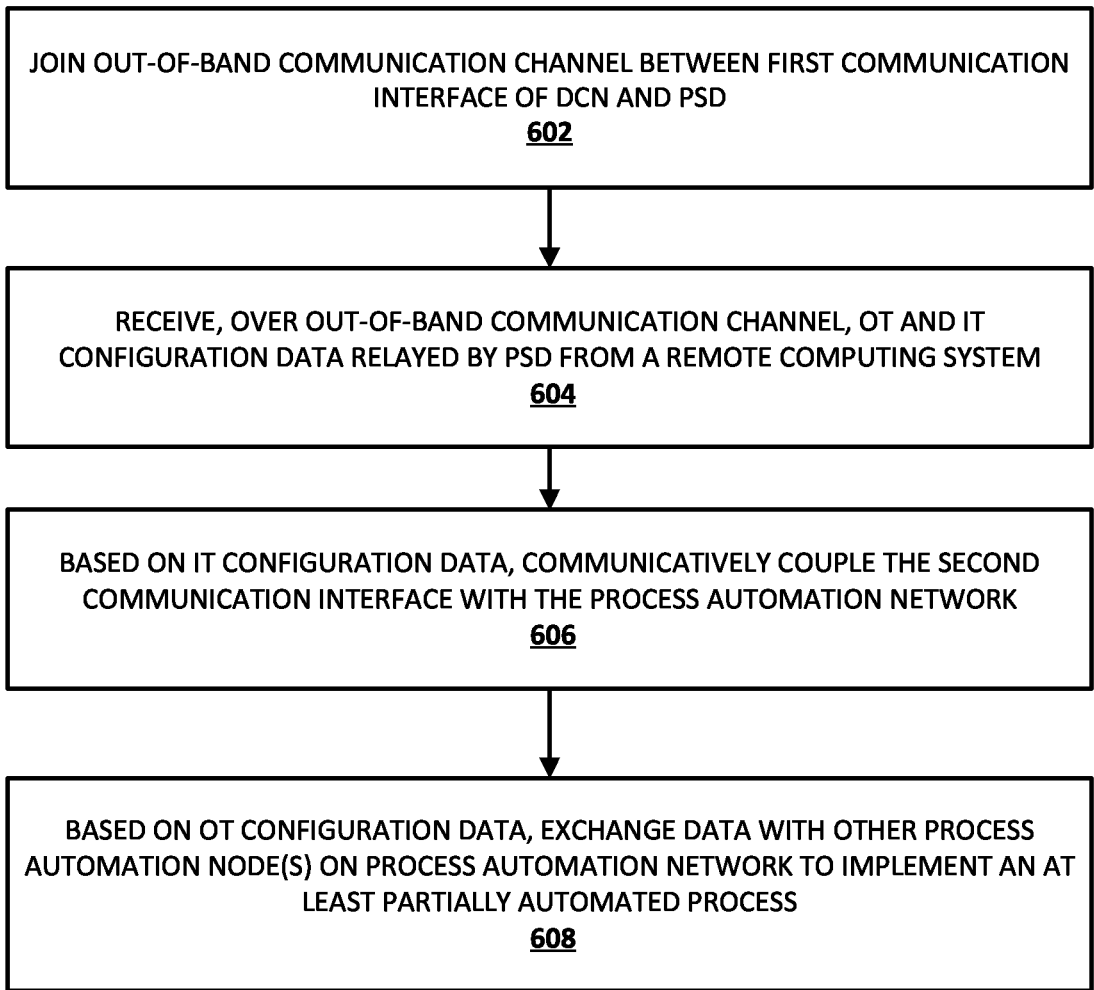 JOIN OUT-OF-BAND COMMUNICATION CHANNEL BETWEEN FIRST COMMUNICATION
INTERFACE OF DCN AND PSD
602
RECEIVE, OVER OUT-OF-BAND COMMUNICATION CHANNEL, OT AND IT
CONFIGURATION DATA RELAYED BY PSD FROM A REMOTE COMPUTING SYSTEM
604
BASED ON IT CONFIGURATION DATA, COMMUNICATIVELY COUPLE THE SECOND
COMMUNICATION INTERFACE WITH THE PROCESS AUTOMATION NETWORK
606
BASED ON OT CONFIGURATION DATA, EXCHANGE DATA WITH OTHER PROCESS
AUTOMATION NODE(S) ON PROCESS AUTOMATION NETWORK TO IMPLEMENT AN AT
LEAST PARTIALLY AUTOMATED PROCESS
608